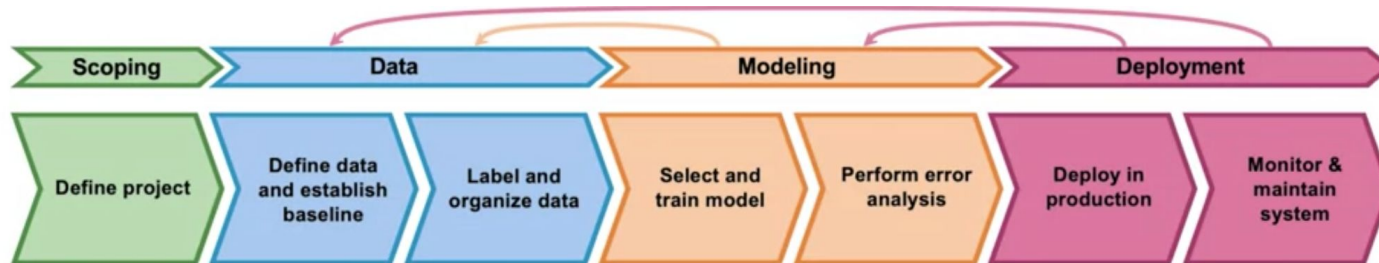 Scoping
Data
Modeling
Deployment
Define project
Define data
and establish
baseline
Label and
organize data
Select and
train model
Perform error
analysis
Deploy in
production
Monitor &
maintain
system